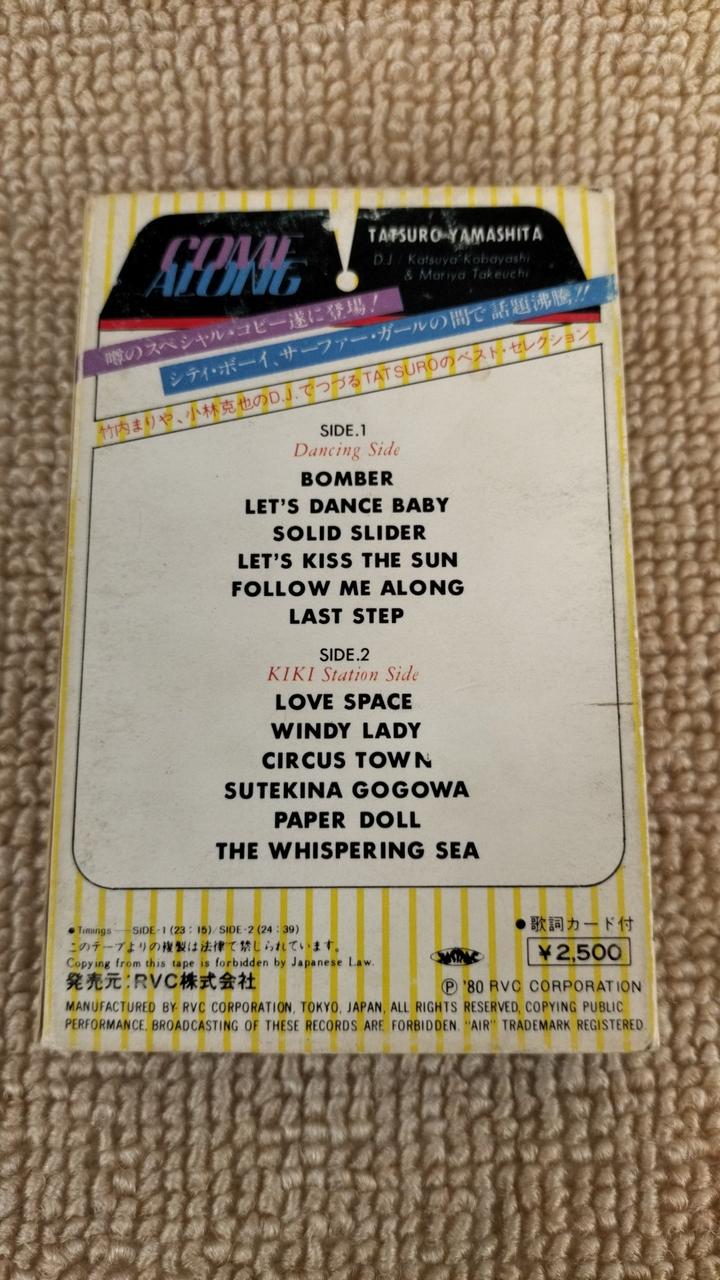 COME
ALONG
TATSURO YAMASHITA
D.J. / Katsuya Kobayashi
& Mariya Takeuchi
噂のスペシャル・コピー遂に登場!
シティ・ボーイ、サーファー・ガールの間で話題沸騰!!
竹内まりや、小林克也のD.J.でつづるTATSUROのベスト・セレクション
SIDE.1
Dancing Side
BOMBER
LET'S DANCE BABY
SOLID SLIDER
LET'S KISS THE SUN
FOLLOW ME ALONG
LAST STEP
SIDE.2
KIKI Station Side
LOVE SPACE
WINDY LADY
CIRCUS TOWN
SUTEKINA GOGOWA
PAPER DOLL
THE WHISPERING SEA
●Timings — SIDE-1 (23:15)/SIDE-2 (24:39)
●歌詞カード付
このテープよりの複製は法律で禁じられています。
Copying from this tape is forbidden by Japanese Law.
JASRAC
¥2,500
発売元:RVC株式会社
Ⓟ '80 RVC CORPORATION
MANUFACTURED BY RVC CORPORATION, TOKYO, JAPAN, ALL RIGHTS RESERVED, COPYING PUBLIC
PERFORMANCE, BROADCASTING OF THESE RECORDS ARE FORBIDDEN. "AIR" TRADEMARK REGISTERED.